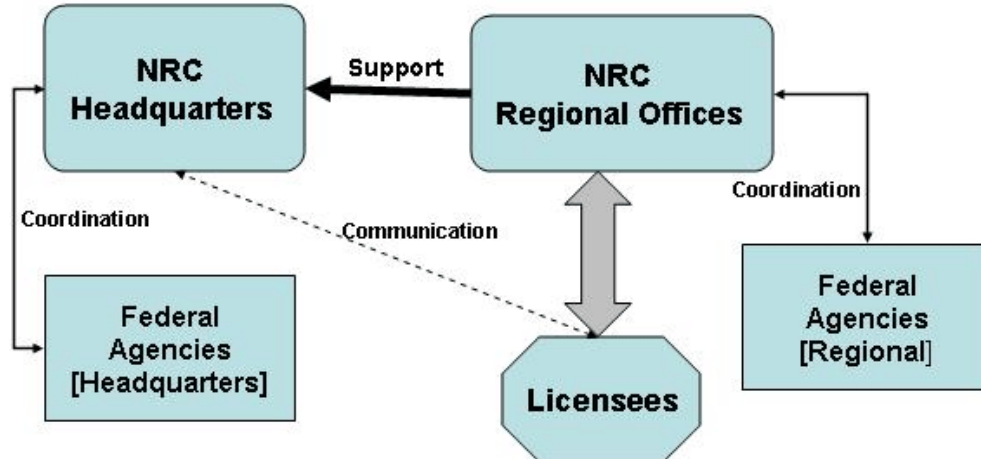 NRC
Headquarters
Support
NRC
Regional Offices
Coordination
Communication
Coordination
Federal
Agencies
[Headquarters]
Licensees
Federal
Agencies
[Regional]